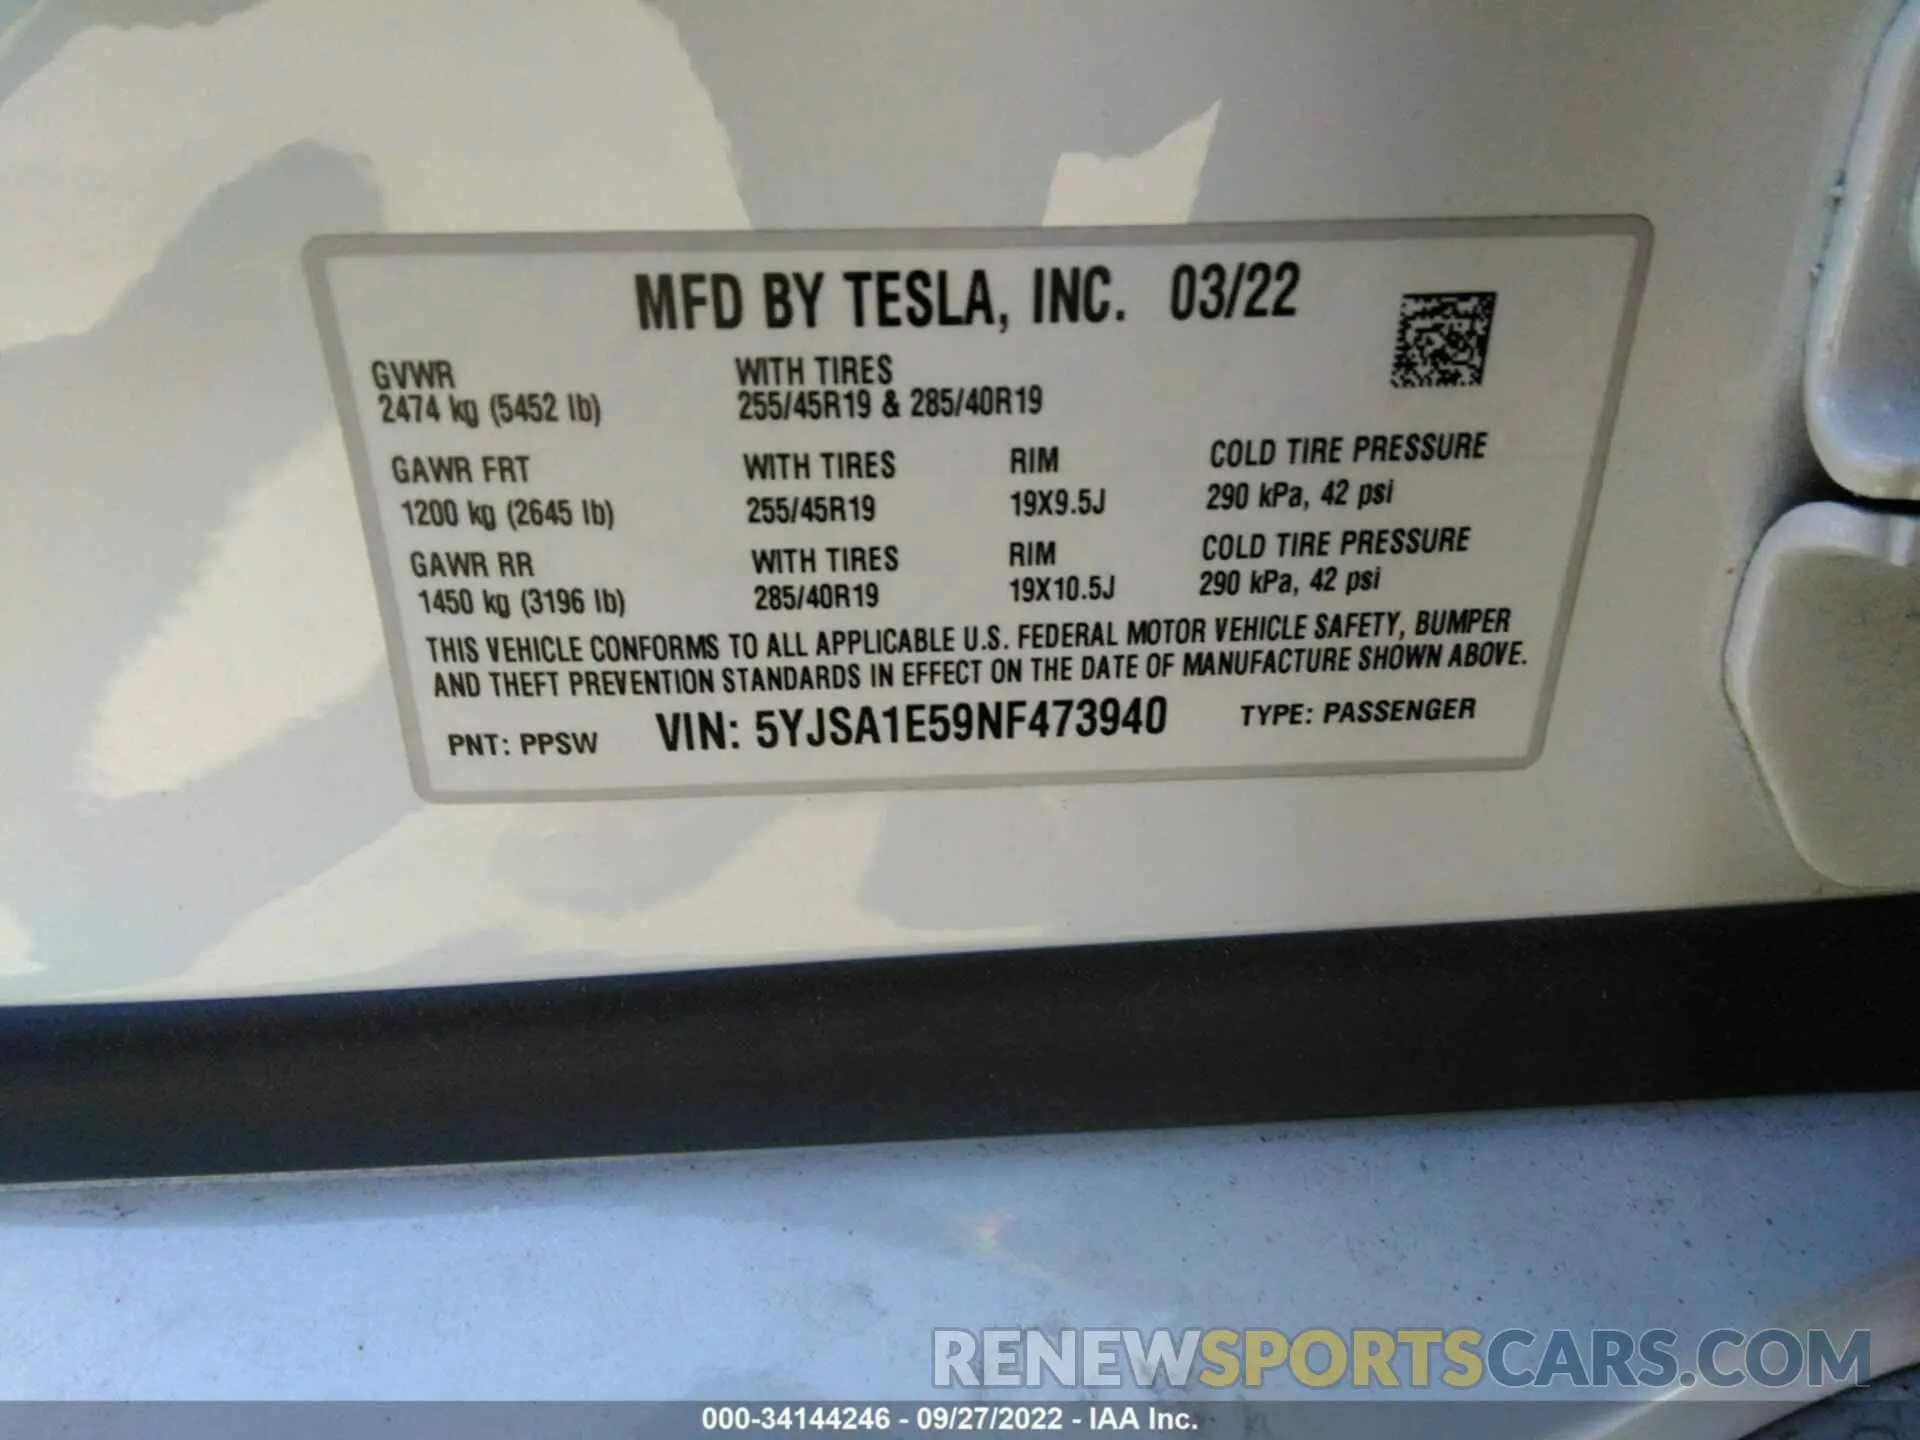 MFD BY TESLA, INC. 03/22
GVWR WITH TIRES
2474 kg (5452 lb) 255/45R19 & 285/40R19
GAWR FRT WITH TIRES RIM COLD TIRE PRESSURE
1200 kg (2645 lb) 255/45R19 19X9.5J 290 kPa, 42 psi
GAWR RR WITH TIRES RIM COLD TIRE PRESSURE
1450 kg (3196 lb) 285/40R19 19X10.5J 290 kPa, 42 psi
THIS VEHICLE CONFORMS TO ALL APPLICABLE U.S. FEDERAL MOTOR VEHICLE SAFETY, BUMPER
AND THEFT PREVENTION STANDARDS IN EFFECT ON THE DATE OF MANUFACTURE SHOWN ABOVE.
PNT: PPSW VIN: 5YJSA1E59NF473940 TYPE: PASSENGER
RENEWSPORTSCARS.COM
000-34144246 - 09/27/2022 - IAA Inc.